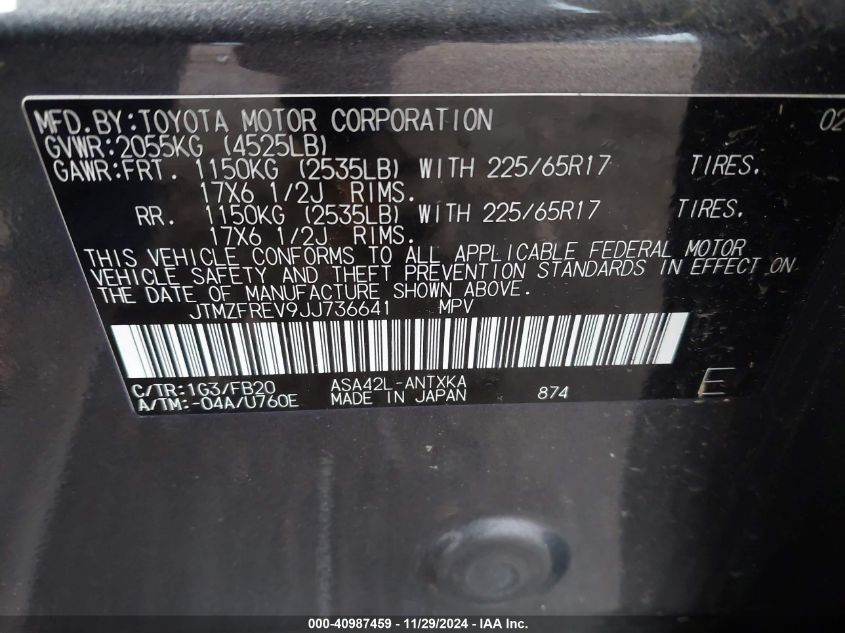 MFD.BY:TOYOTA MOTOR CORPORATION 02
GVWR:2055KG (4525LB)
GAWR:FRT. 1150KG (2535LB) WITH 225/65R17 TIRES.
17X6 1/2J RIMS.
RR. 1150KG (2535LB) WITH 225/65R17 TIRES.
17X6 1/2J RIMS.
THIS VEHICLE CONFORMS TO ALL APPLICABLE FEDERAL MOTOR
VEHICLE SAFETY AND THEFT PREVENTION STANDARDS IN EFFECT ON
THE DATE OF MANUFACTURE SHOWN ABOVE.
JTMZFREV9JJ736641 MPV
C/TR:1G3/FB20 ASA42L-ANTXKA
A/TM:-04A/U760E MADE IN JAPAN 874 E
000-40987459 - 11/29/2024 - IAA Inc.